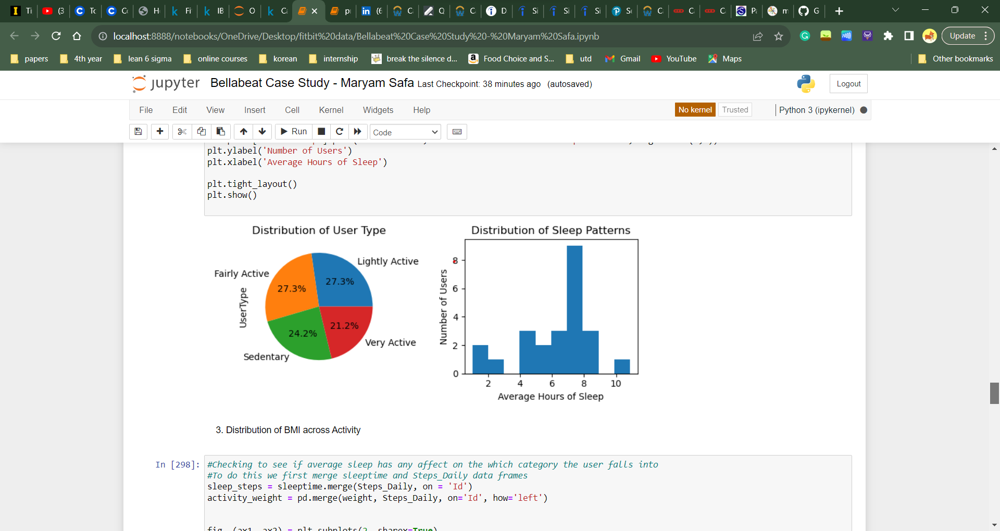 Ti
(3
Tc
Cc
H
Fi
IB
O
Ca
p
(6
C
Q
C
D
Si
Si
Si
Se
C
C
C
P
m
G
localhost:8888/notebooks/OneDrive/Desktop/fitbit%20data/Bellabeat%20Case%20Study%20-%20Maryam%20Safa.ipynb
Update
papers
4th year
lean 6 sigma
online courses
korean
internship
break the silence d...
Food Choice and S...
utd
Gmail
YouTube
Maps
Other bookmarks
jupyter Bellabeat Case Study - Maryam Safa Last Checkpoint: 38 minutes ago (autosaved)
Logout
File Edit View Insert Cell Kernel Widgets Help
No kernel Trusted Python 3 (ipykernel)
Run Code
plt.ylabel('Number of Users')
plt.xlabel('Average Hours of Sleep')
plt.tight_layout()
plt.show()
Distribution of User Type
Lightly Active
Fairly Active
27.3%
27.3%
UserType
24.2%
21.2%
Very Active
Sedentary
Distribution of Sleep Patterns
8
6
4
2
0
Number of Users
2 4 6 8 10
Average Hours of Sleep
3. Distribution of BMI across Activity
In [298]:
#Checking to see if average sleep has any affect on the which category the user falls into
#To do this we first merge sleeptime and Steps_Daily data frames
sleep_steps = sleeptime.merge(Steps_Daily, on = 'Id')
activity_weight = pd.merge(weight, Steps_Daily, on='Id', how='left')
fig, (ax1, ax2) = plt.subplots(2, sharex=True)